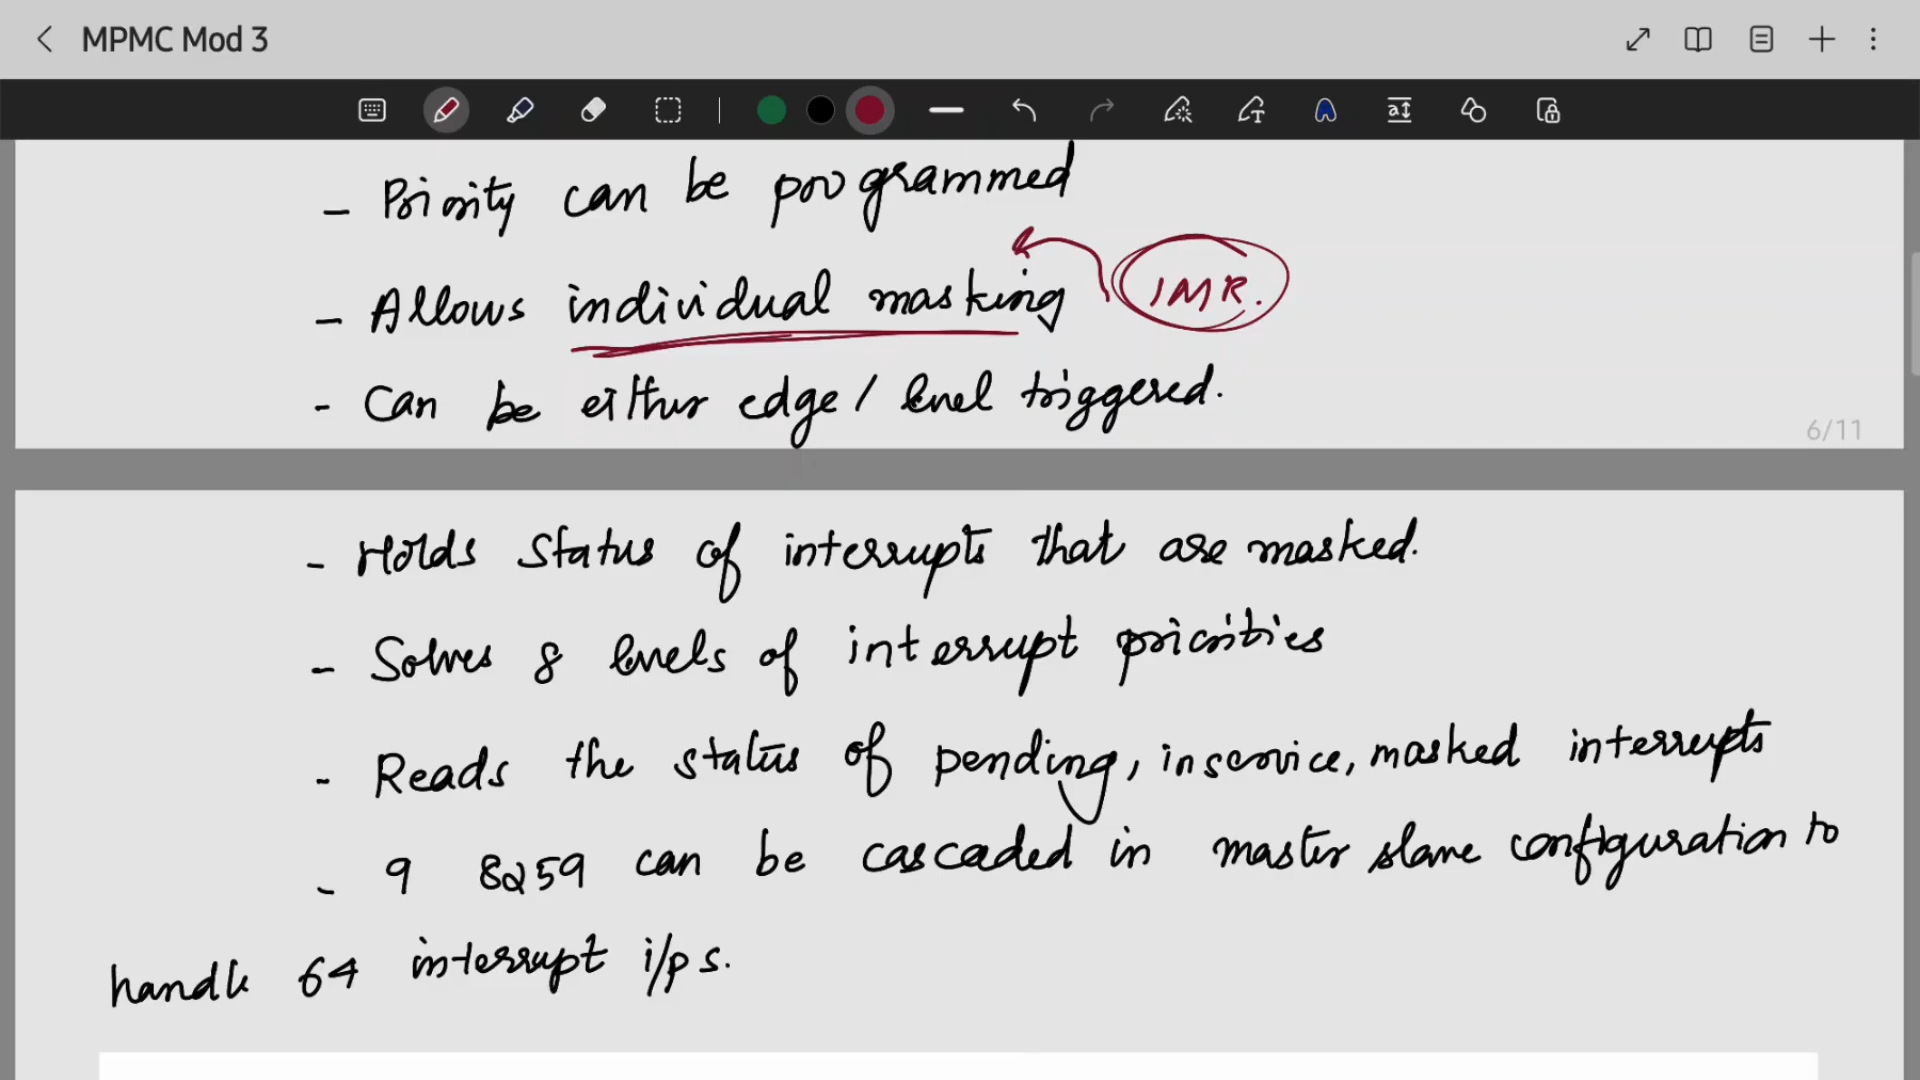 MPMC Mod 3
- Priority can be programmed
- Allows individual masking IMR.
- Can be either edge/ level triggered.
6/11
- Holds Status of interrupts that are masked.
- Solves 8 levels of interrupt priorities
- Reads the status of pending, inservice, masked interrupts
- 9 8259 can be cascaded in master slave configuration to
handle 64 interrupt i/ps.